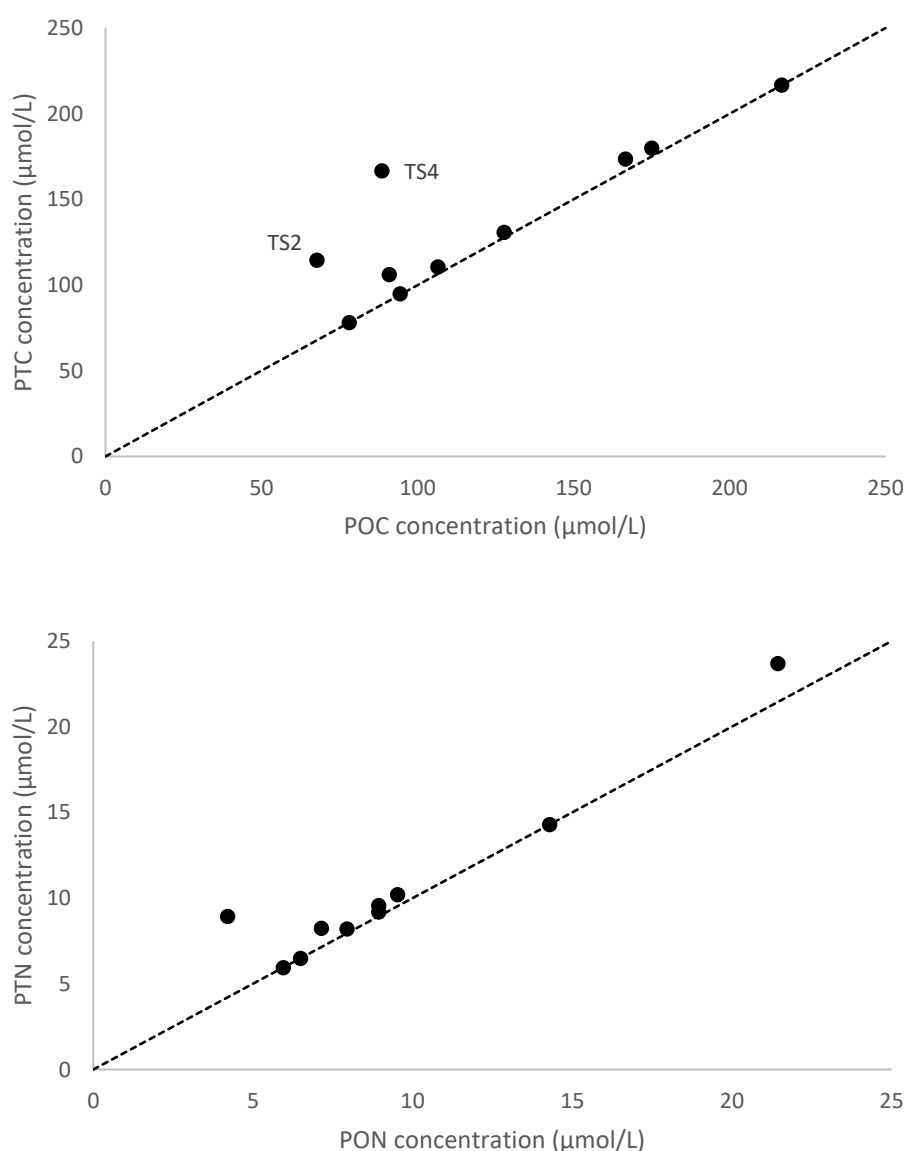 250
200
150
100
50
0
PTC concentration (µmol/L)
TS4
TS2
0 50 100 150 200 250
POC concentration (µmol/L)
25
20
15
10
5
0
PTN concentration (µmol/L)
0 5 10 15 20 25
PON concentration (µmol/L)